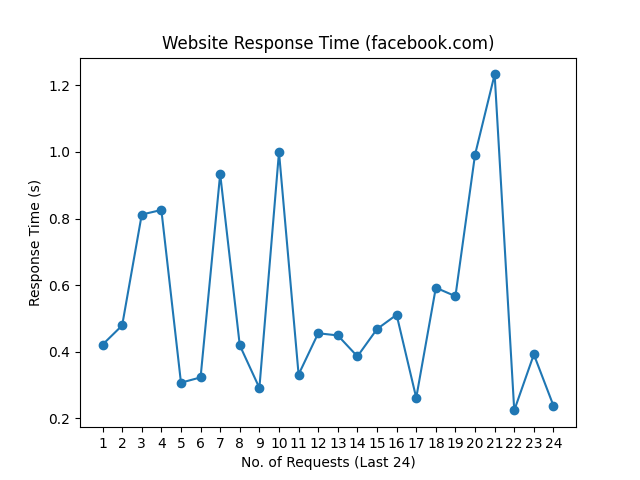 Website Response Time (facebook.com)
Response Time (s)
1.2
1.0
0.8
0.6
0.4
0.2
1 2 3 4 5 6 7 8 9 10 11 12 13 14 15 16 17 18 19 20 21 22 23 24
No. of Requests (Last 24)